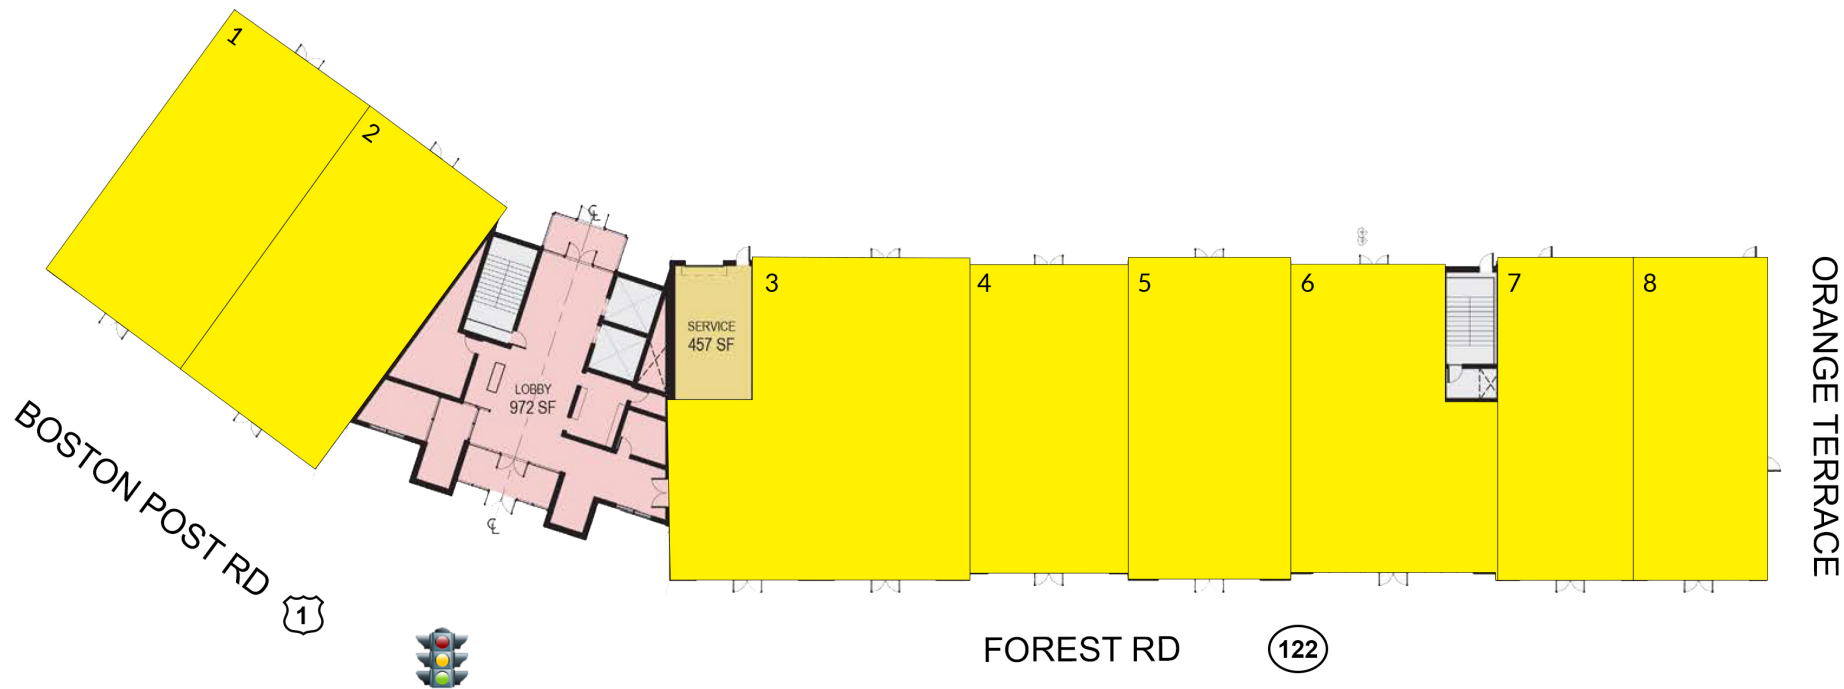 1
2
3
4
5
6
7
8
SERVICE
457 SF
LOBBY
972 SF
℄
℄
BOSTON POST RD
1
FOREST RD
122
ORANGE TERRACE